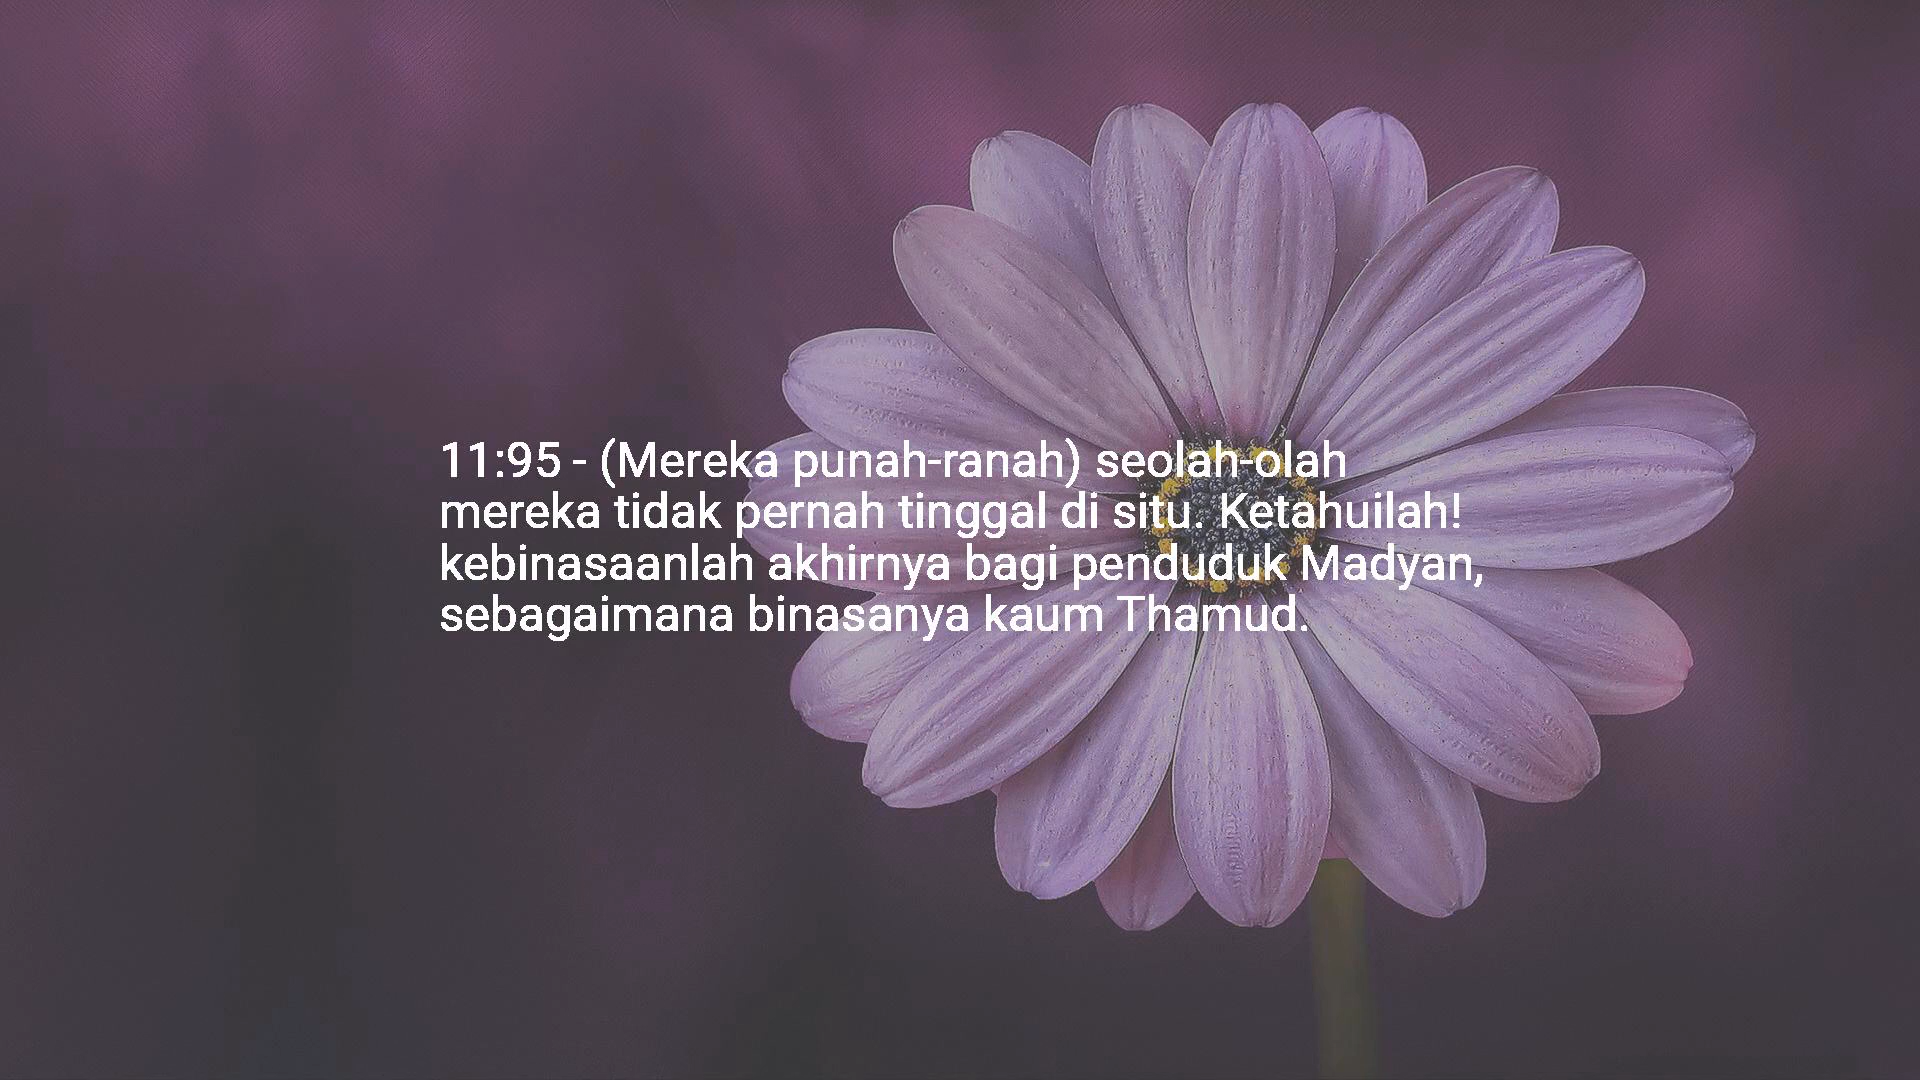 11:95 - (Mereka punah-ranah) seolah-olah
mereka tidak pernah tinggal di situ. Ketahuilah!
kebinasaanlah akhirnya bagi penduduk Madyan,
sebagaimana binasanya kaum Thamud.